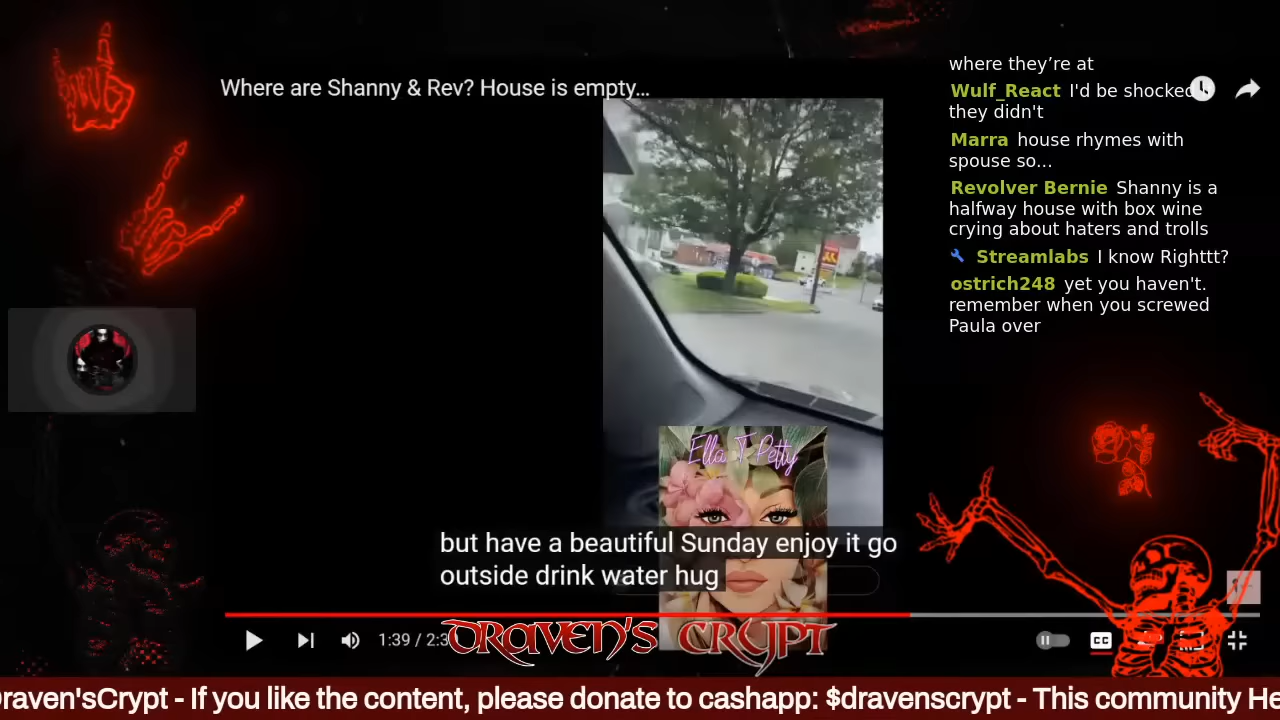 Where are Shanny & Rev? House is empty...
where they're at
Wulf_React I'd be shocked
they didn't
Marra house rhymes with
spouse so...
Revolver Bernie Shanny is a
halfway house with box wine
crying about haters and trolls
Streamlabs I know Righttt?
ostrich248 yet you haven't.
remember when you screwed
Paula over
Ella T Petty
but have a beautiful Sunday enjoy it go
outside drink water hug
1:39 / 2:3
CC
DRAVEN'S CRYPT
raven'sCrypt - If you like the content, please donate to cashapp: $dravenscrypt - This community He